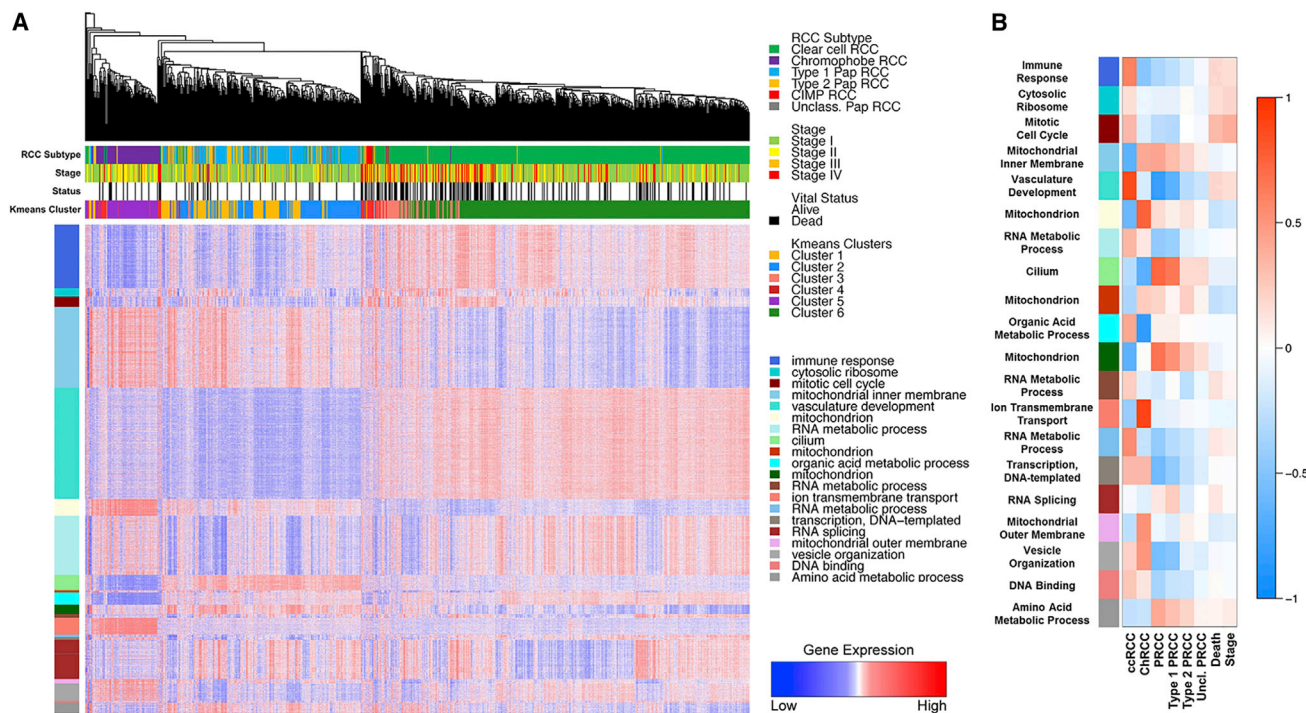 A
RCC Subtype
Stage
Status
Kmeans Cluster
RCC Subtype
Clear cell RCC
Chromophobe RCC
Type 1 Pap RCC
Type 2 Pap RCC
CIMP RCC
Unclass. Pap RCC
Stage
Stage I
Stage II
Stage III
Stage IV
Vital Status
Alive
Dead
Kmeans Clusters
Cluster 1
Cluster 2
Cluster 3
Cluster 4
Cluster 5
Cluster 6
immune response
cytosolic ribosome
mitotic cell cycle
mitochondrial inner membrane
vasculature development
mitochondrion
RNA metabolic process
cilium
mitochondrion
organic acid metabolic process
mitochondrion
RNA metabolic process
ion transmembrane transport
RNA metabolic process
transcription, DNA−templated
RNA splicing
mitochondrial outer membrane
vesicle organization
DNA binding
Amino acid metabolic process
Gene Expression
Low High
B
Immune
Response
Cytosolic
Ribosome
Mitotic
Cell Cycle
Mitochondrial
Inner Membrane
Vasculature
Development
Mitochondrion
RNA Metabolic
Process
Cilium
Mitochondrion
Organic Acid
Metabolic Process
Mitochondrion
RNA Metabolic
Process
Ion Transmembrane
Transport
RNA Metabolic
Process
Transcription,
DNA-templated
RNA Splicing
Mitochondrial
Outer Membrane
Vesicle
Organization
DNA Binding
Amino Acid
Metabolic Process
ccRCC
ChRCC
PRCC
Type 1 PRCC
Type 2 PRCC
Uncl. PRCC
Death
Stage
1
0.5
0
−0.5
−1